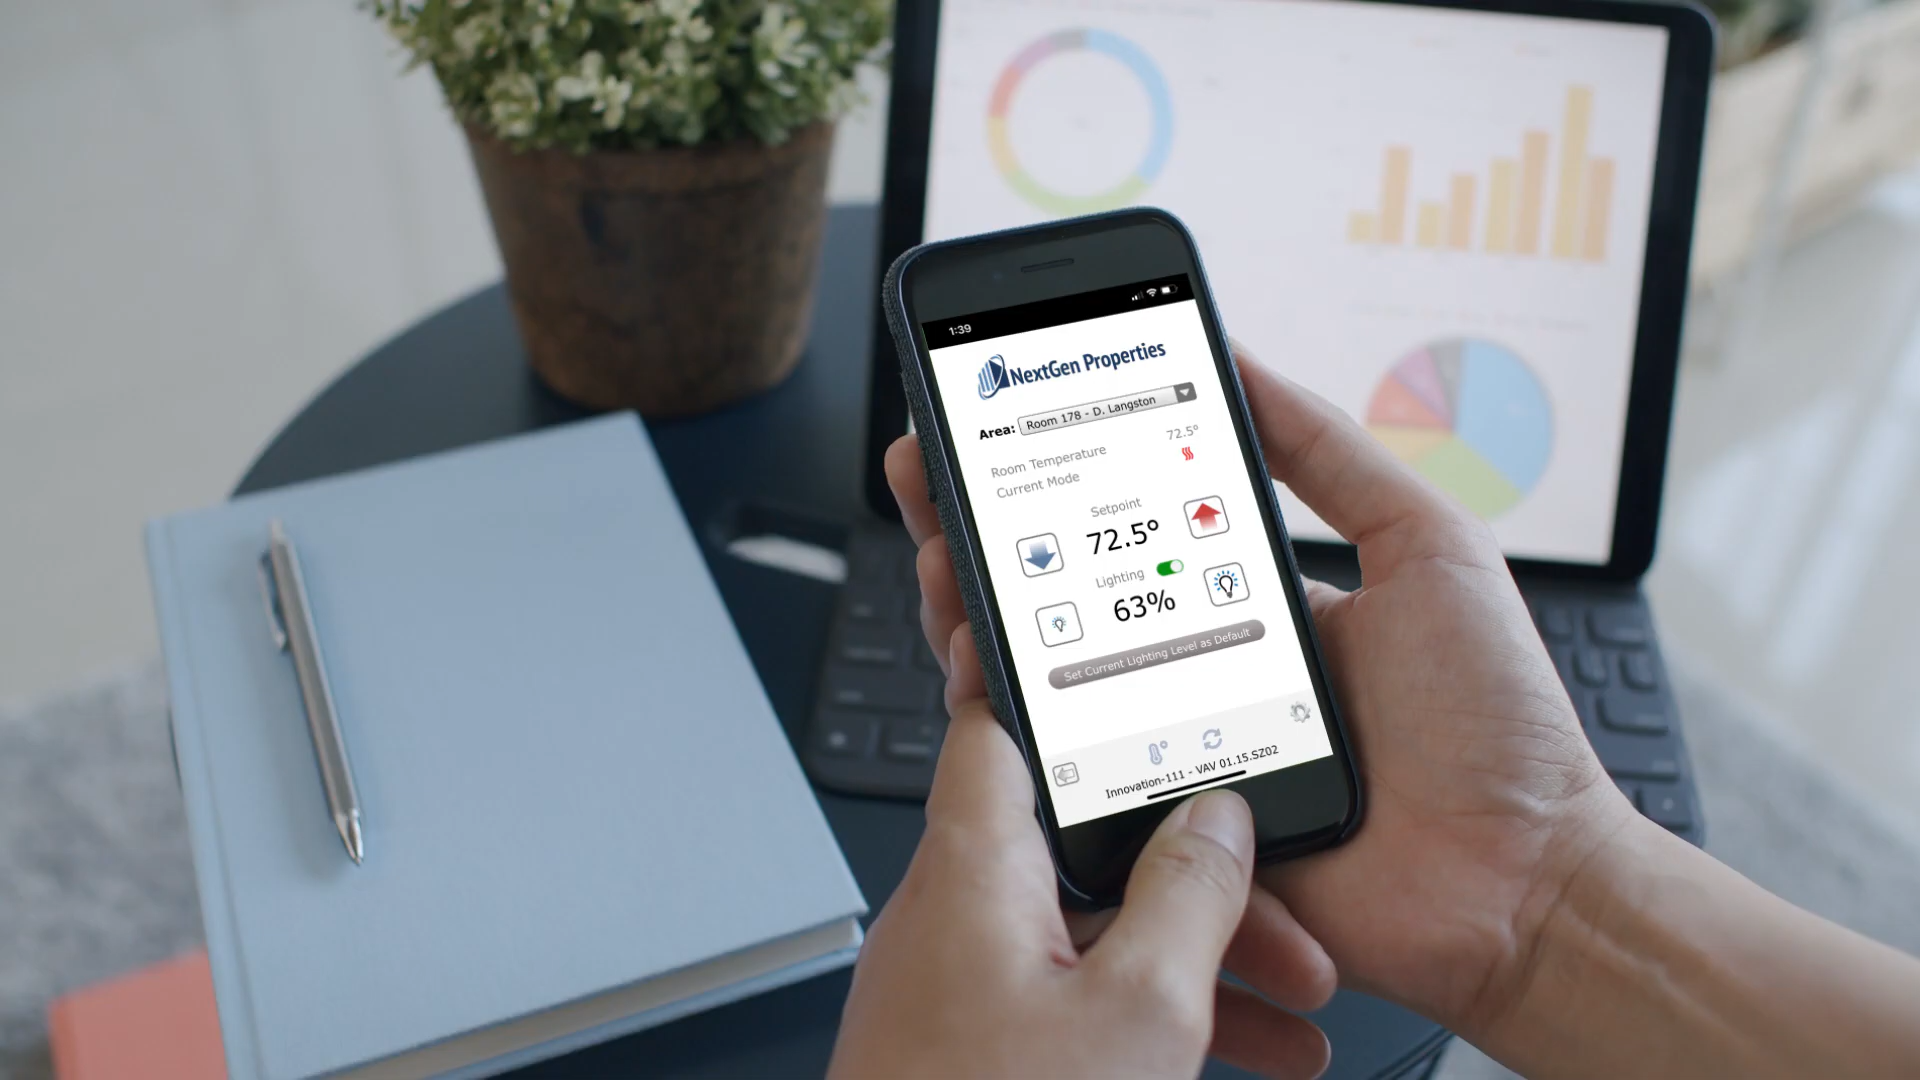 1:39
NextGen Properties
Area: Room 178 - D. Langston
Room Temperature 72.5°
Current Mode
Setpoint
72.5°
Lighting
63%
Set Current Lighting Level as Default
Innovation-111 - VAV 01.15.SZ02